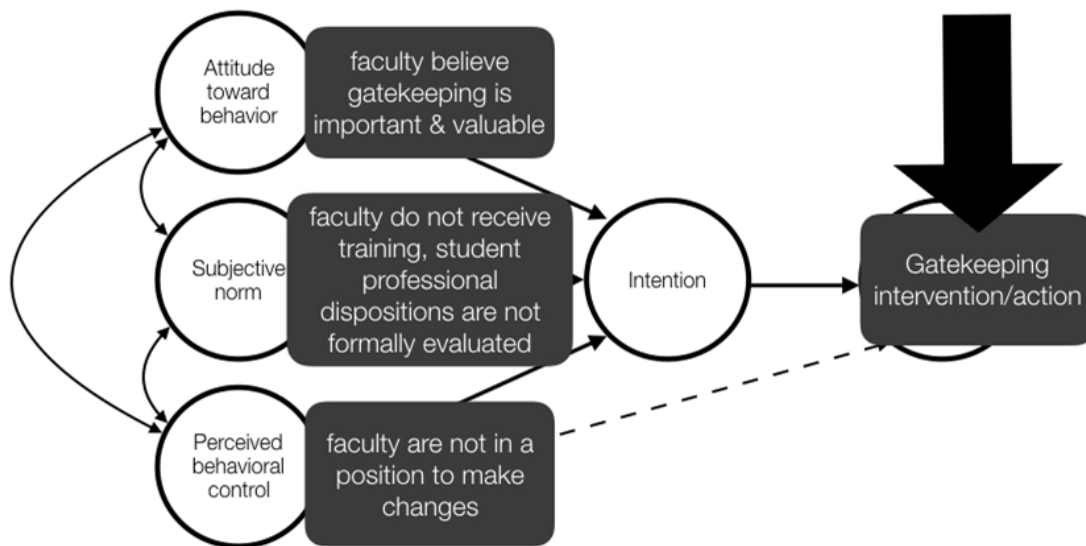 Attitude
toward
behavior
faculty believe
gatekeeping is
important & valuable
Subjective
norm
faculty do not receive
training, student
professional
dispositions are not
formally evaluated
Intention
Gatekeeping
intervention/action
Perceived
behavioral
control
faculty are not in a
position to make
changes